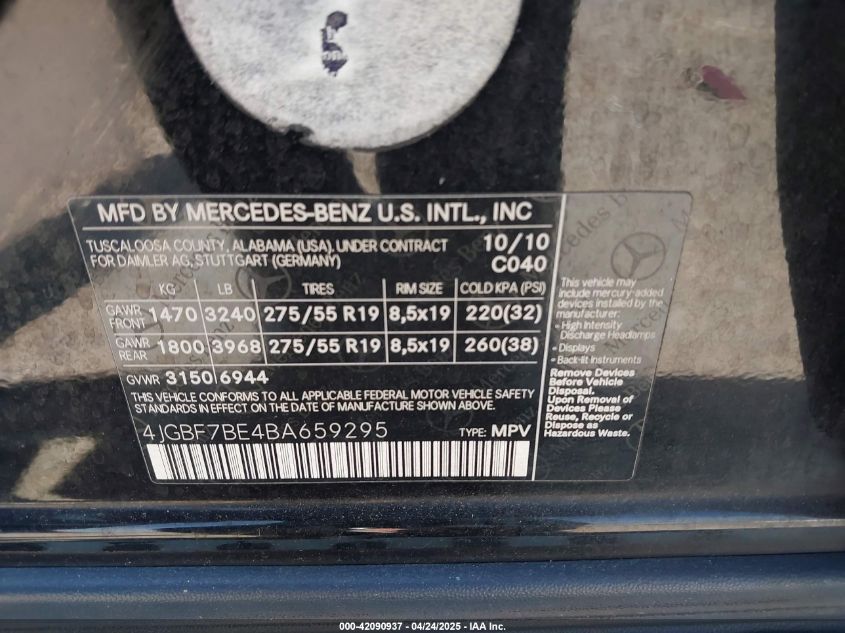 MFD BY MERCEDES-BENZ U.S. INTL., INC
TUSCALOOSA COUNTY, ALABAMA (USA), UNDER CONTRACT 10/10
FOR DAIMLER AG, STUTTGART (GERMANY) C040
KG LB TIRES RIM SIZE COLD KPA (PSI)
GAWR FRONT 1470 3240 275/55 R19 8,5x19 220(32)
GAWR REAR 1800 3968 275/55 R19 8,5x19 260(38)
GVWR 3150 6944
THIS VEHICLE CONFORMS TO ALL APPLICABLE FEDERAL MOTOR VEHICLE SAFETY
STANDARDS IN EFFECT ON THE DATE OF MANUFACTURE SHOWN ABOVE.
4JGBF7BE4BA659295 TYPE: MPV
This vehicle may
include mercury-added
devices installed by the
manufacturer:
• High Intensity
Discharge Headlamps
• Displays
• Back-lit Instruments
Remove Devices
Before Vehicle
Disposal.
Upon Removal of
Devices Please
Reuse, Recycle or
Dispose as
Hazardous Waste.
000-42090937 - 04/24/2025 - IAA Inc.